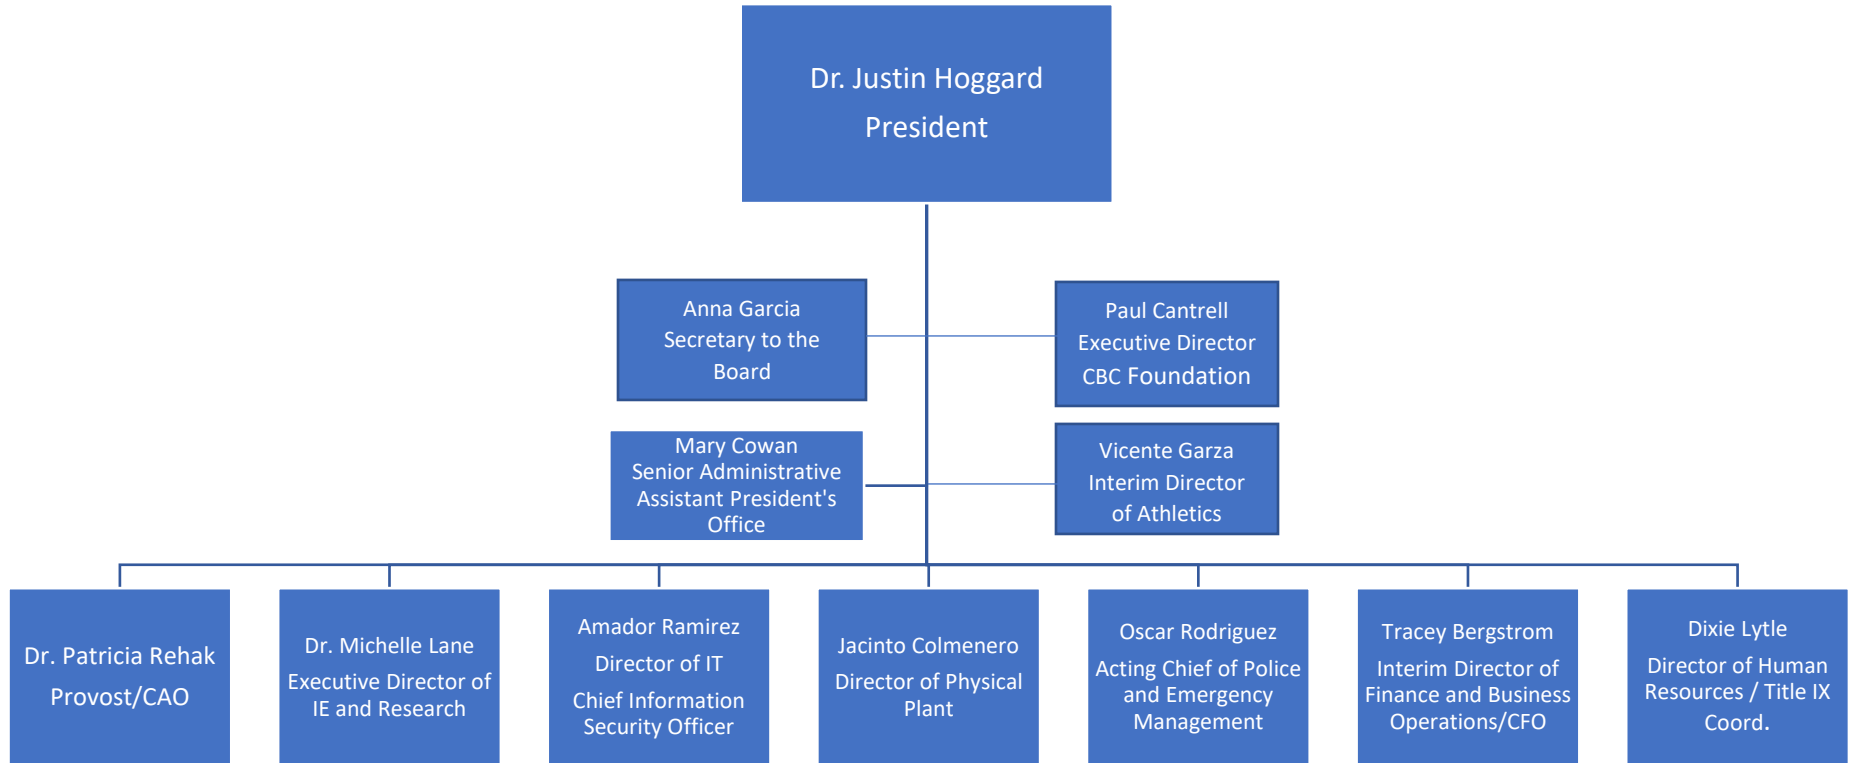 Dr. Justin Hoggard
President
Anna Garcia
Secretary to the
Board
Paul Cantrell
Executive Director
CBC Foundation
Mary Cowan
Senior Administrative
Assistant President's
Office
Vicente Garza
Interim Director
of Athletics
Dr. Patricia Rehak
Provost/CAO
Dr. Michelle Lane
Executive Director of
IE and Research
Amador Ramirez
Director of IT
Chief Information
Security Officer
Jacinto Colmenero
Director of Physical
Plant
Oscar Rodriguez
Acting Chief of Police
and Emergency
Management
Tracey Bergstrom
Interim Director of
Finance and Business
Operations/CFO
Dixie Lytle
Director of Human
Resources / Title IX
Coord.